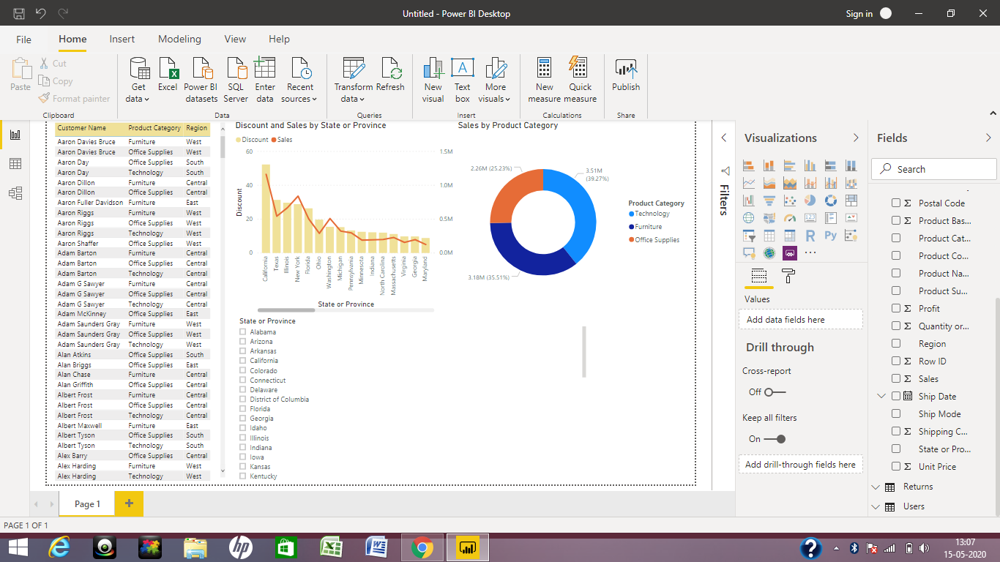 Untitled - Power BI Desktop
Sign in
File Home Insert Modeling View Help
Paste
Cut
Copy
Format painter
Clipboard
Get data
Excel
Power BI datasets
SQL Server
Enter data
Recent sources
Data
Transform data
Refresh
Queries
New visual
Text box
More visuals
Insert
New measure
Quick measure
Calculations
Publish
Share
Customer Name Product Category Region
Aaron Davies Bruce Furniture West
Aaron Davies Bruce Office Supplies West
Aaron Day Office Supplies South
Aaron Day Technology South
Aaron Dillon Furniture Central
Aaron Dillon Office Supplies Central
Aaron Fuller Davidson Furniture East
Aaron Riggs Furniture West
Aaron Riggs Office Supplies West
Aaron Riggs Technology West
Aaron Shaffer Office Supplies West
Adam Barton Furniture Central
Adam Barton Office Supplies Central
Adam Barton Technology Central
Adam G Sawyer Furniture Central
Adam G Sawyer Office Supplies Central
Adam G Sawyer Technology Central
Adam McKinney Office Supplies East
Adam Saunders Gray Furniture West
Adam Saunders Gray Office Supplies West
Adam Saunders Gray Technology West
Alan Atkins Office Supplies South
Alan Briggs Office Supplies East
Alan Chase Furniture Central
Alan Griffith Office Supplies Central
Albert Frost Furniture Central
Albert Frost Office Supplies Central
Albert Frost Technology Central
Albert Maxwell Furniture East
Albert Tyson Office Supplies South
Albert Tyson Technology South
Alex Barry Office Supplies Central
Alex Harding Furniture West
Alex Harding Technology West
Discount and Sales by State or Province
Discount Sales
60 1.5M
40 1.0M
20 0.5M
0 0.0M
Discount
California
Texas
Illinois
New York
Florida
Ohio
Washington
Michigan
Pennsylvania
Minnesota
Indiana
North Carolina
Massachusetts
Virginia
Georgia
Maryland
State or Province
State or Province
Alabama
Arizona
Arkansas
California
Colorado
Connecticut
Delaware
District of Columbia
Florida
Georgia
Idaho
Illinois
Indiana
Iowa
Kansas
Kentucky
Sales by Product Category
2.26M (25.23%)
3.51M
(39.27%)
3.18M (35.51%)
Product Category
Technology
Furniture
Office Supplies
Filters
Visualizations
R Py
123
Values
Add data fields here
Drill through
Cross-report
Off
Keep all filters
On
Add drill-through fields here
Fields
Search
Postal Code
Σ Product Bas...
Product Cat...
Product Co...
Product Na...
Product Su...
Σ Profit
Σ Quantity or...
Region
Σ Row ID
Σ Sales
Ship Date
Ship Mode
Σ Shipping C...
State or Pro...
Σ Unit Price
Returns
Users
Page 1
PAGE 1 OF 1
hp
13:07
15-05-2020